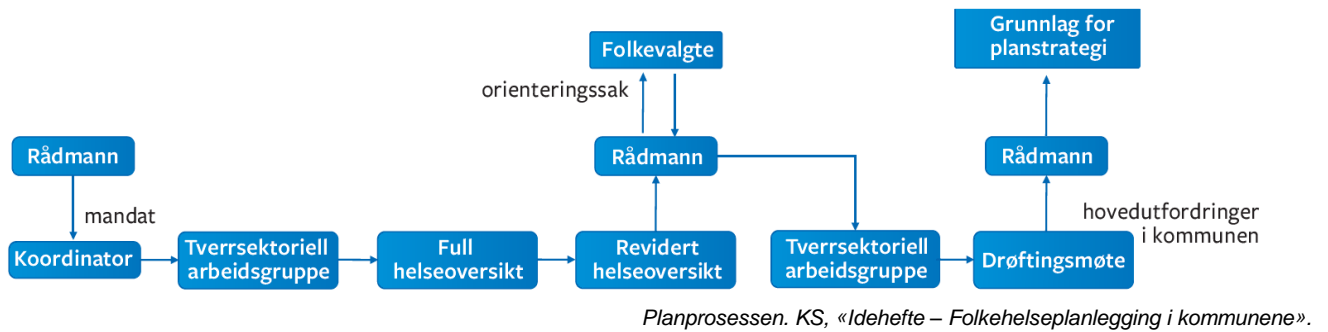 Folkevalgte
Grunnlag for
planstrategi
orienteringssak
Rådmann
Rådmann
Rådmann
mandat
hovedutfordringer
i kommunen
Koordinator
Tverrsektoriell
arbeidsgruppe
Full
helseoversikt
Revidert
helseoversikt
Tverrsektoriell
arbeidsgruppe
Drøftingsmøte
Planprosessen. KS, «Idehefte – Folkehelseplanlegging i kommunene».